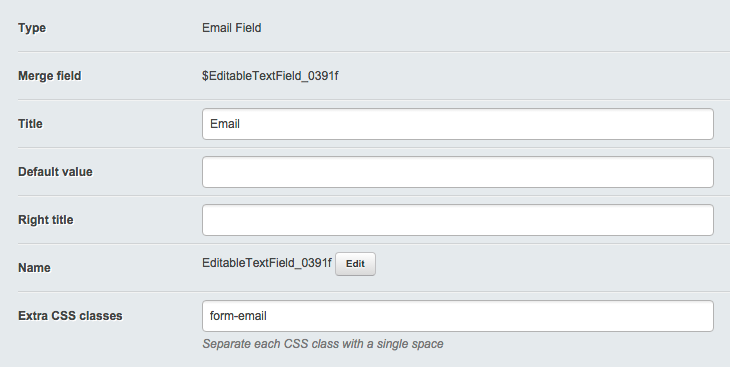 Type Email Field
Merge field $EditableTextField_0391f
Title Email
Default value
Right title
Name EditableTextField_0391f Edit
Extra CSS classes form-email
Separate each CSS class with a single space